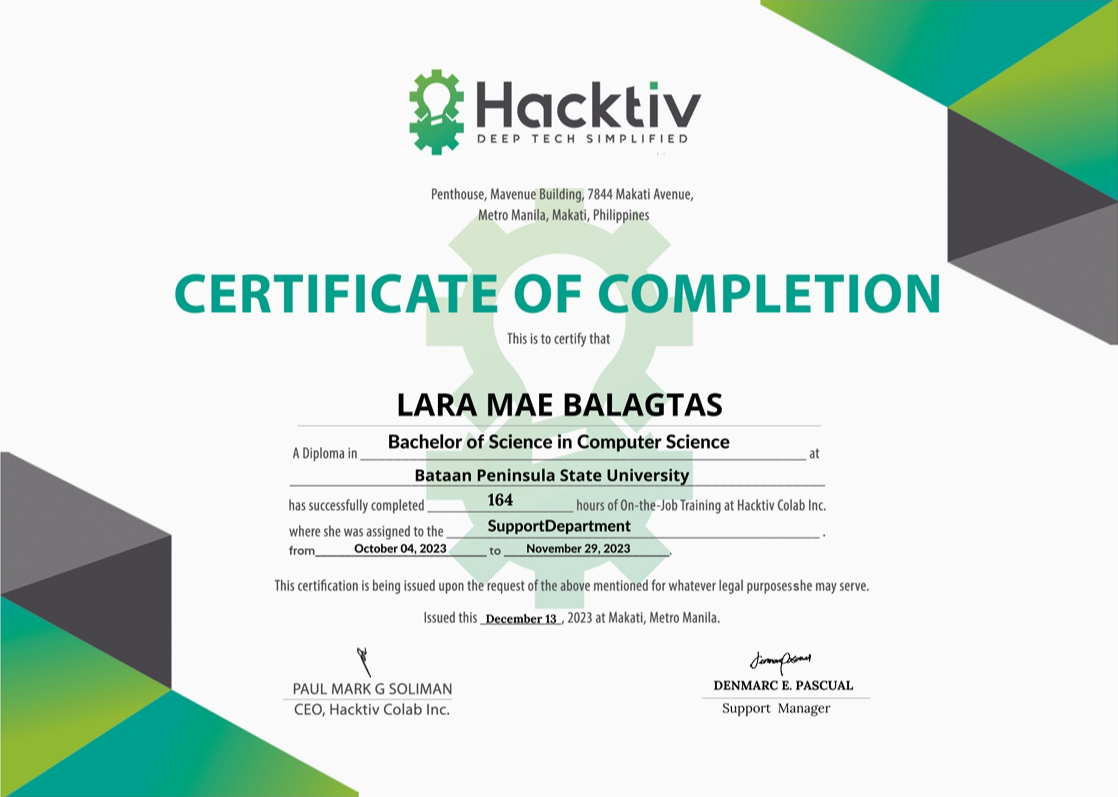 Hacktiv
DEEP TECH SIMPLIFIED
Penthouse, Mavenue Building, 7844 Makati Avenue,
Metro Manila, Makati, Philippines
CERTIFICATE OF COMPLETION
This is to certify that
LARA MAE BALAGTAS
A Diploma in Bachelor of Science in Computer Science at
Bataan Peninsula State University
has successfully completed 164 hours of On-the-Job Training at Hacktiv Colab Inc.
where she was assigned to the SupportDepartment .
from October 04, 2023 to November 29, 2023 .
This certification is being issued upon the request of the above mentioned for whatever legal purposesshe may serve.
Issued this December 13 , 2023 at Makati, Metro Manila.
PAUL MARK G SOLIMAN
CEO, Hacktiv Colab Inc.
DENMARC E. PASCUAL
Support Manager